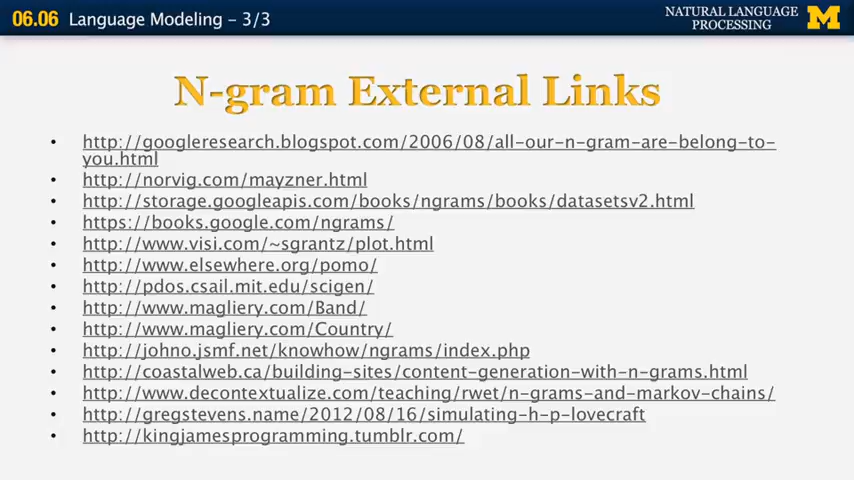 06.06 Language Modeling – 3/3
NATURAL LANGUAGE
PROCESSING
M
N-gram External Links
• http://googleresearch.blogspot.com/2006/08/all-our-n-gram-are-belong-to-
you.html
• http://norvig.com/mayzner.html
• http://storage.googleapis.com/books/ngrams/books/datasetsv2.html
• https://books.google.com/ngrams/
• http://www.visi.com/~sgrantz/plot.html
• http://www.elsewhere.org/pomo/
• http://pdos.csail.mit.edu/scigen/
• http://www.magliery.com/Band/
• http://www.magliery.com/Country/
• http://johno.jsmf.net/knowhow/ngrams/index.php
• http://coastalweb.ca/building-sites/content-generation-with-n-grams.html
• http://www.decontextualize.com/teaching/rwet/n-grams-and-markov-chains/
• http://gregstevens.name/2012/08/16/simulating-h-p-lovecraft
• http://kingjamesprogramming.tumblr.com/